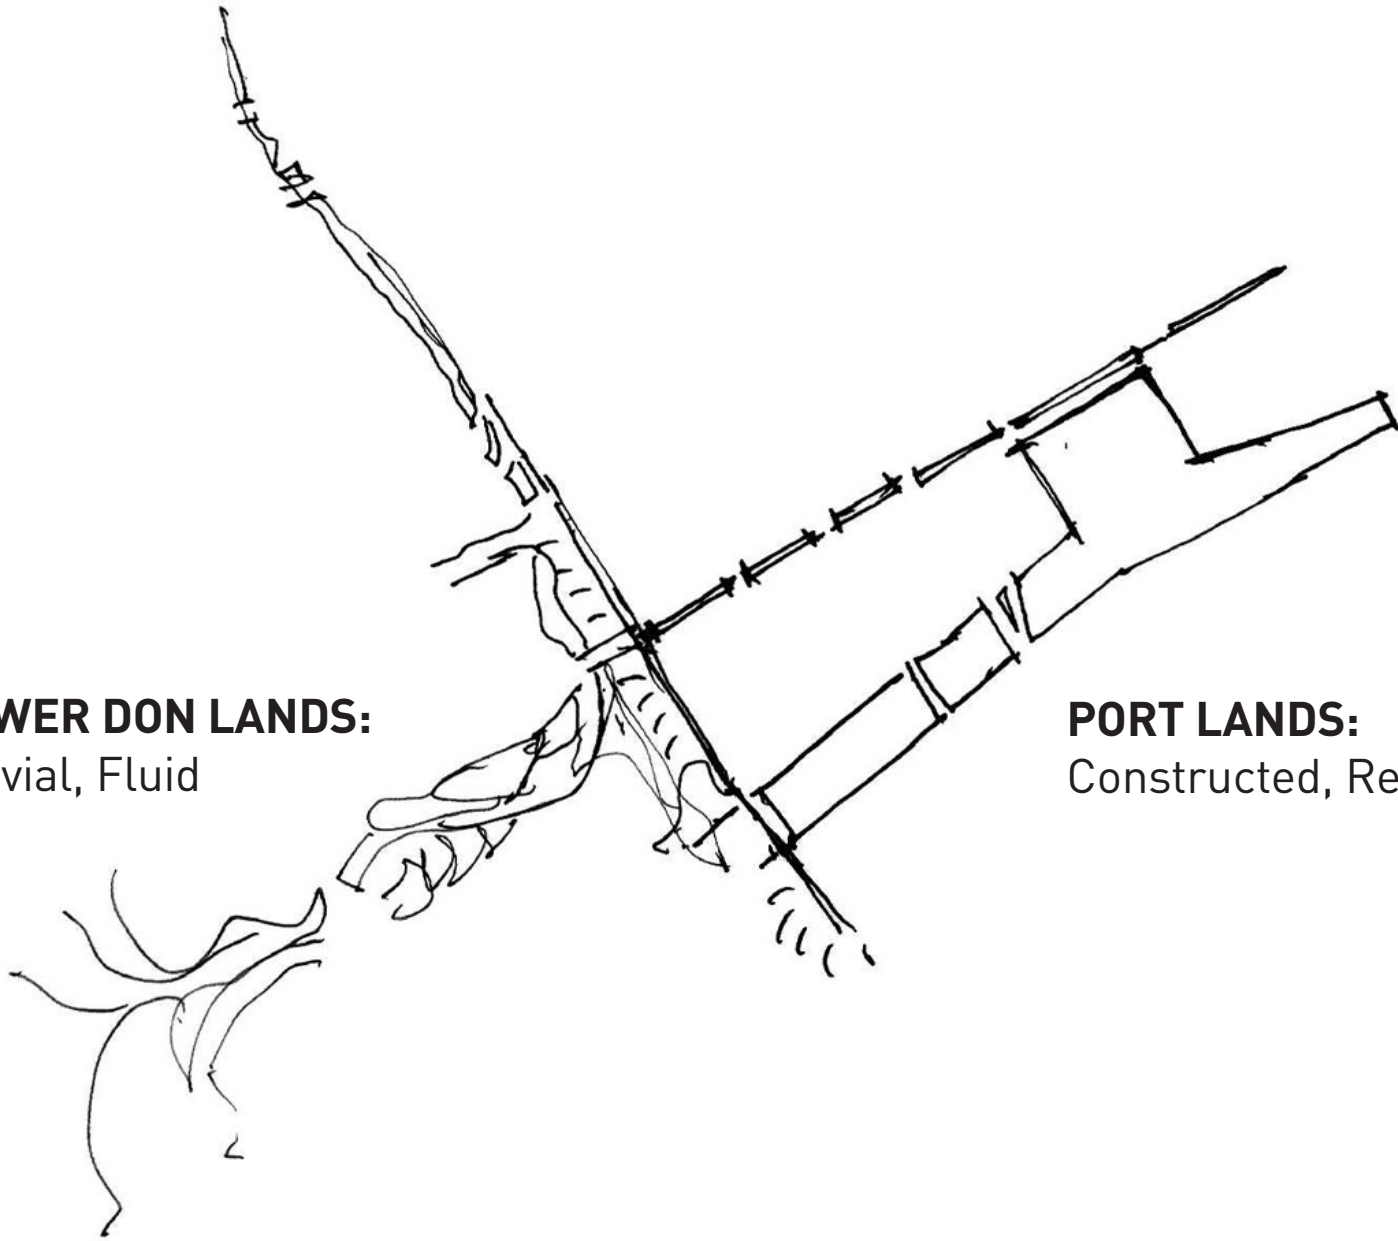 WER DON LANDS:
vial, Fluid
PORT LANDS:
Constructed, Re